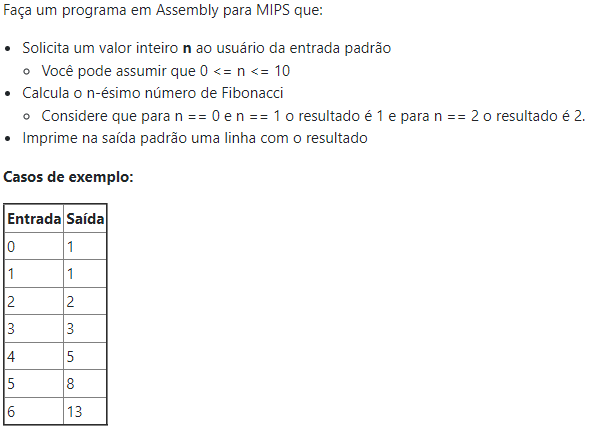 Faça um programa em Assembly para MIPS que:
Solicita um valor inteiro n ao usuário da entrada padrão
Você pode assumir que 0 <= n <= 10
Calcula o n-ésimo número de Fibonacci
Considere que para n == 0 e n == 1 o resultado é 1 e para n == 2 o resultado é 2.
Imprime na saída padrão uma linha com o resultado
Casos de exemplo:
Entrada Saída
0 1
1 1
2 2
3 3
4 5
5 8
6 13